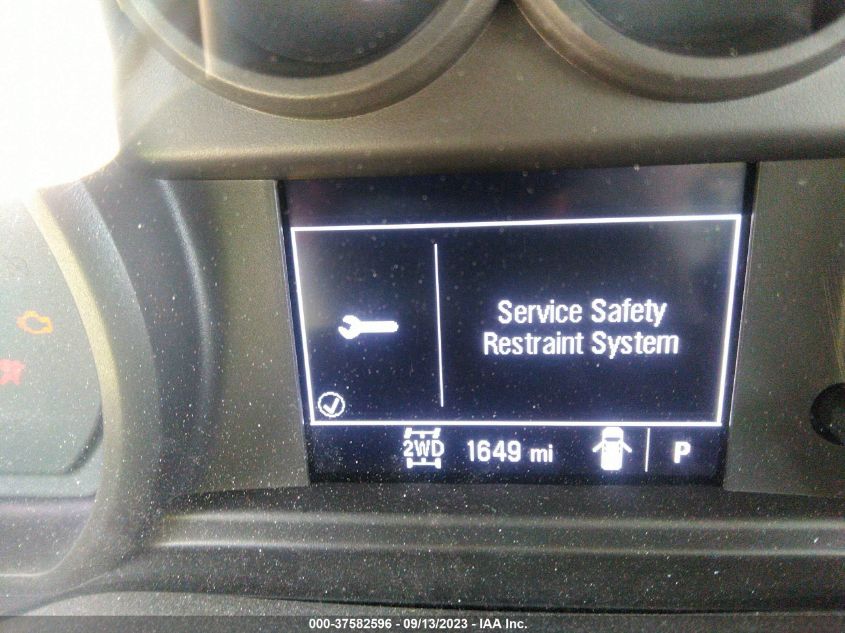 Service Safety
Restraint System
2WD 1649 mi P
000-37582596 - 09/13/2023 - IAA Inc.